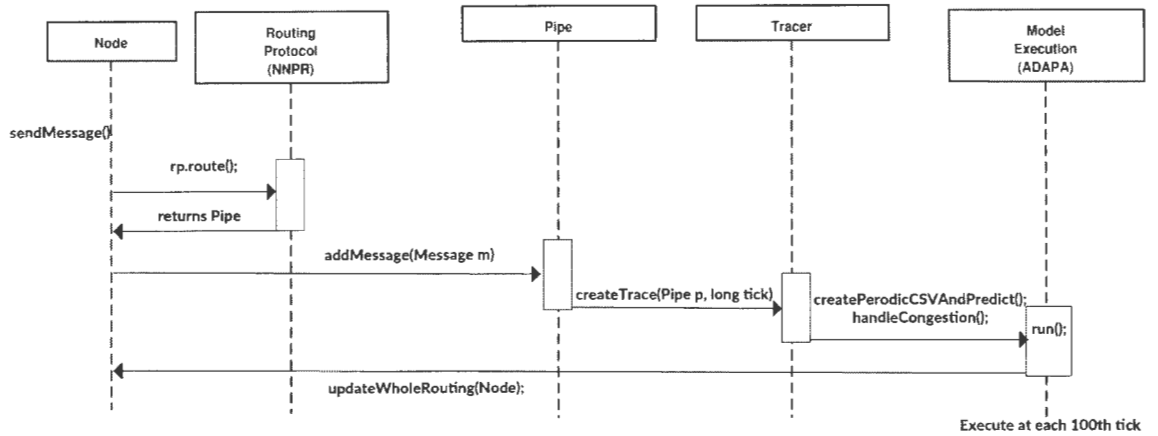 Node
Routing
Protocol
(NNPR)
Pipe
Tracer
Model
Execution
(ADAPA)
sendMessage()
rp.route();
returns Pipe
addMessage(Message m)
createTrace(Pipe p, long tick)
createPerodicCSVAndPredict();
handleCongestion();
run();
updateWholeRouting(Node);
Execute at each 100th tick